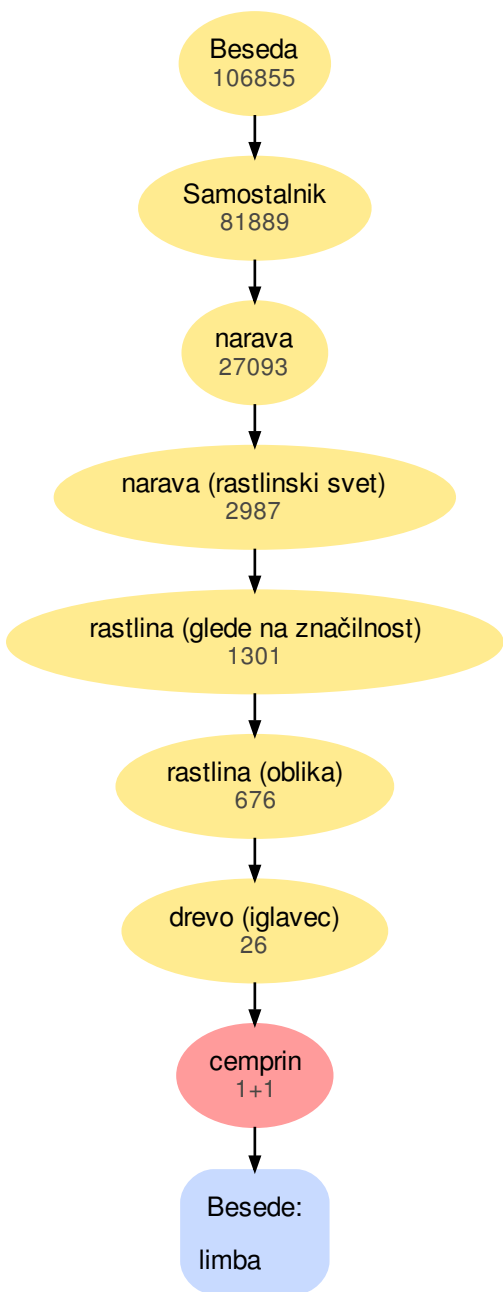 Beseda
106855
Samostalnik
81889
narava
27093
narava (rastlinski svet)
2987
rastlina (glede na značilnost)
1301
rastlina (oblika)
676
drevo (iglavec)
26
cemprin
1+1
Besede:
limba